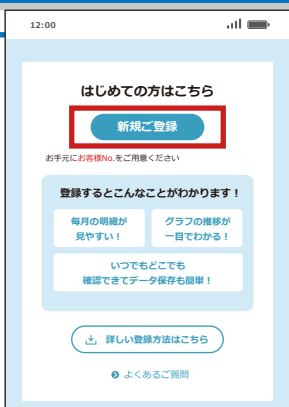 12:00
はじめての方はこちら
新規ご登録
お手元にお客様No.をご用意ください
登録するとこんなことがわかります！
毎月の明細が
見やすい！
グラフの推移が
一目でわかる！
いつでもどこでも
確認できてデータ保存も簡単！
詳しい登録方法はこちら
よくあるご質問